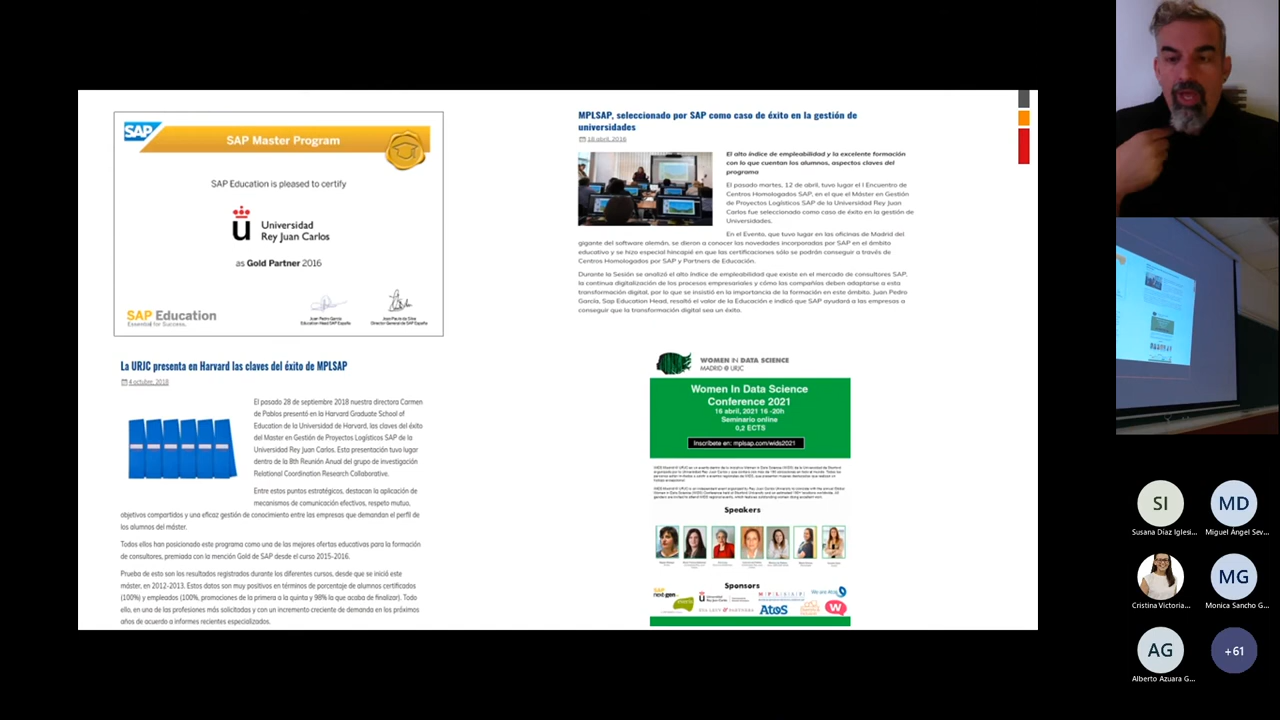 SAP
SAP Master Program
SAP Education is pleased to certify
Universidad
Rey Juan Carlos
as Gold Partner 2016
Juan Pedro García
Education Head SAP España
Director General de SAP España
SAP Education
Essential for Success.
MPLSAP, seleccionado por SAP como caso de éxito en la gestión de
universidades
18 abril, 2016
El alto índice de empleabilidad y la excelente formación
con la que cuentan los alumnos, aspectos claves del
programa
El pasado martes, 12 de abril, tuvo lugar el I Encuentro de
Centros Homologados SAP, en el que el Máster en Gestión
de Proyectos Logísticos SAP de la Universidad Rey Juan
Carlos fue seleccionado como caso de éxito en la gestión de
Universidades.
En el Evento, que tuvo lugar en las oficinas de Madrid del
gigante del software alemán, se dieron a conocer las novedades incorporadas por SAP en el ámbito
educativo y se hizo especial hincapié en que las certificaciones sólo se podrán conseguir a través de
Centros Homologados por SAP y Partners de Educación.
Durante la Sesión se analizó el alto índice de empleabilidad que existe en el mercado de consultores SAP,
la continua digitalización de los procesos empresariales y cómo las compañías deben adaptarse a esta
transformación digital, por lo que se insistió en la importancia de la formación en este ámbito. Juan Pedro
García, Sap Education Head, resaltó el valor de la Educación e indicó que SAP ayudará a las empresas a
conseguir que la transformación digital sea un éxito.
La URJC presenta en Harvard las claves del éxito de MPLSAP
4 octubre, 2018
El pasado 28 de septiembre 2018 nuestra directora Carmen
de Pablos presentó en la Harvard Graduate School of
Education de la Universidad de Harvard, las claves del éxito
del Master en Gestión de Proyectos Logísticos SAP de la
Universidad Rey Juan Carlos. Esta presentación tuvo lugar
dentro de la 8th Reunión Anual del grupo de investigación
Relational Coordination Research Collaborative.
Entre estos puntos estratégicos, destacan la aplicación de
mecanismos de comunicación efectivos, respeto mutuo,
objetivos compartidos y una eficaz gestión de conocimiento entre las empresas que demandan el perfil de
los alumnos del máster.
Todos ellos han posicionado este programa como una de las mejores ofertas educativas para la formación
de consultores, premiada con la mención Gold de SAP desde el curso 2015-2016.
Prueba de esto son los resultados registrados durante los diferentes cursos, desde que se inició este
máster, en 2012-2013. Estos datos son muy positivos en términos de porcentaje de alumnos certificados
(100%) y empleados (100%, promociones de la primera a la quinta y 98% la que acaba de finalizar). Todo
ello, en una de las profesiones más solicitadas y con un incremento creciente de demanda en los próximos
años de acuerdo a informes recientes especializados.
WOMEN IN DATA SCIENCE
MADRID @ URJC
Women In Data Science
Conference 2021
16 abril, 2021 16 -20h
Seminario online
0,2 ECTS
Inscríbete en: mplsap.com/wids2021
Speakers
Sponsors
SAP
next-gen
Universidad
Rey Juan Carlos
MPLSAP
AtoS
SI
Susana Díaz Iglesi...
MD
Miguel Ángel Sev...
Cristina Victoria...
MG
Monica Sancho G...
AG
Alberto Azuara G...
+61